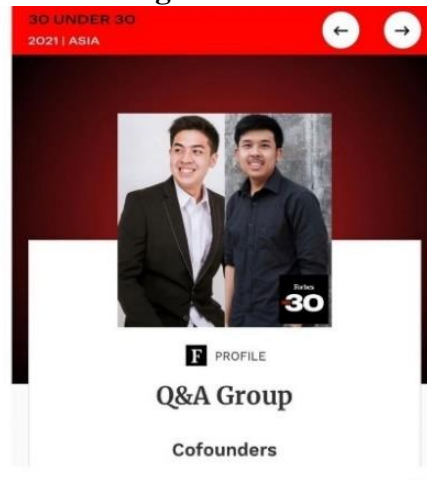 30 UNDER 30
2021 | ASIA
Forbes
30
F PROFILE
Q&A Group
Cofounders